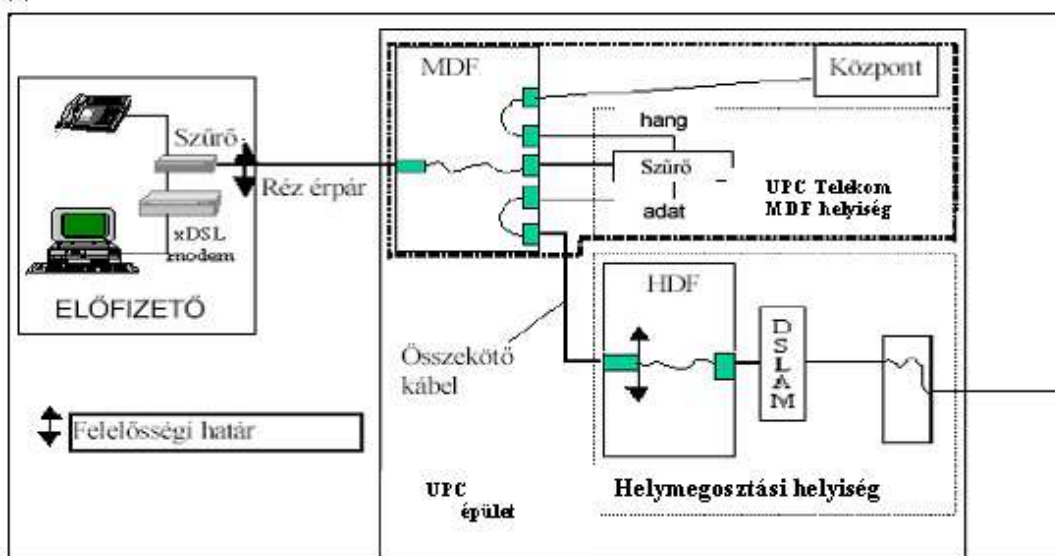 MDF
Központ
Szűrő
Réz érpár
xDSL
modem
ELŐFIZETŐ
hang
Szűrő
adat
UPC Telekom
MDF helyiség
HDF
DSLAM
Összekötő
kábel
Felelősségi határ
UPC
épület
Helymegosztási helyiség